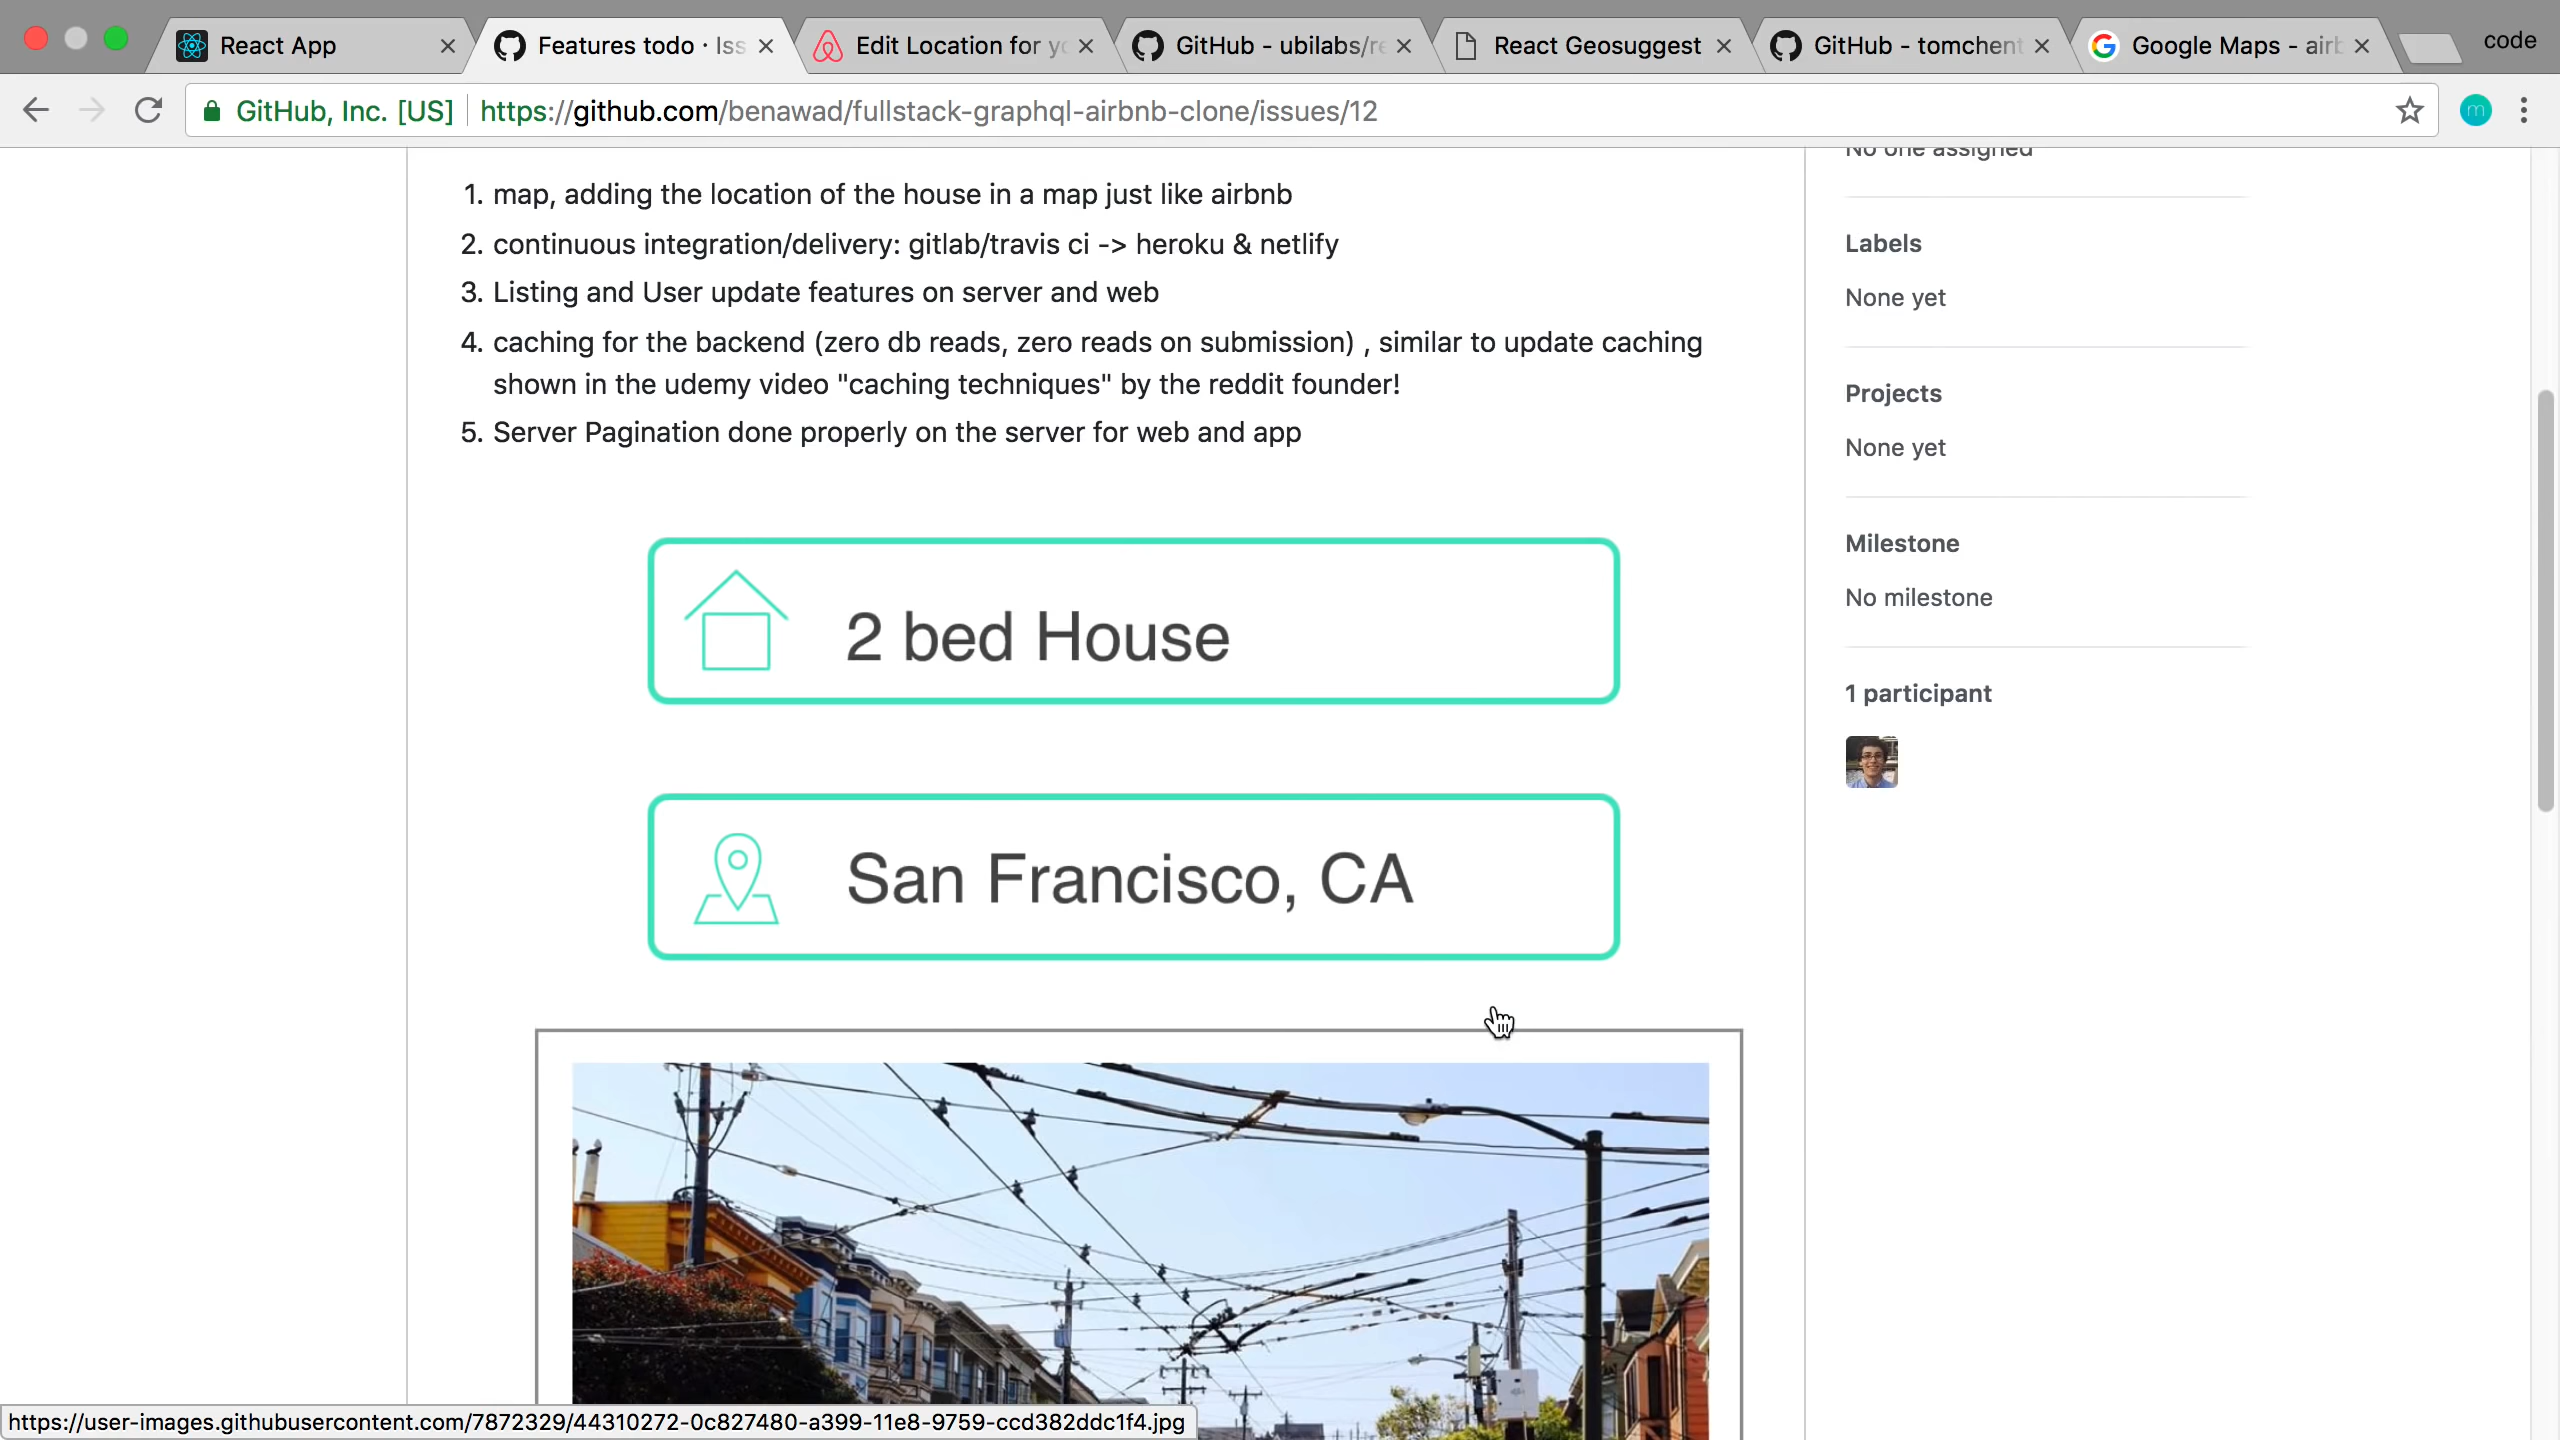 React App
Features todo · Iss
Edit Location for yo
GitHub - ubilabs/re
React Geosuggest
GitHub - tomchent
Google Maps - airb
code
GitHub, Inc. [US]
https://github.com/benawad/fullstack-graphql-airbnb-clone/issues/12
m
No one assigned
1. map, adding the location of the house in a map just like airbnb
2. continuous integration/delivery: gitlab/travis ci -> heroku & netlify
3. Listing and User update features on server and web
4. caching for the backend (zero db reads, zero reads on submission) , similar to update caching
shown in the udemy video "caching techniques" by the reddit founder!
5. Server Pagination done properly on the server for web and app
2 bed House
San Francisco, CA
Labels
None yet
Projects
None yet
Milestone
No milestone
1 participant
https://user-images.githubusercontent.com/7872329/44310272-0c827480-a399-11e8-9759-ccd382ddc1f4.jpg